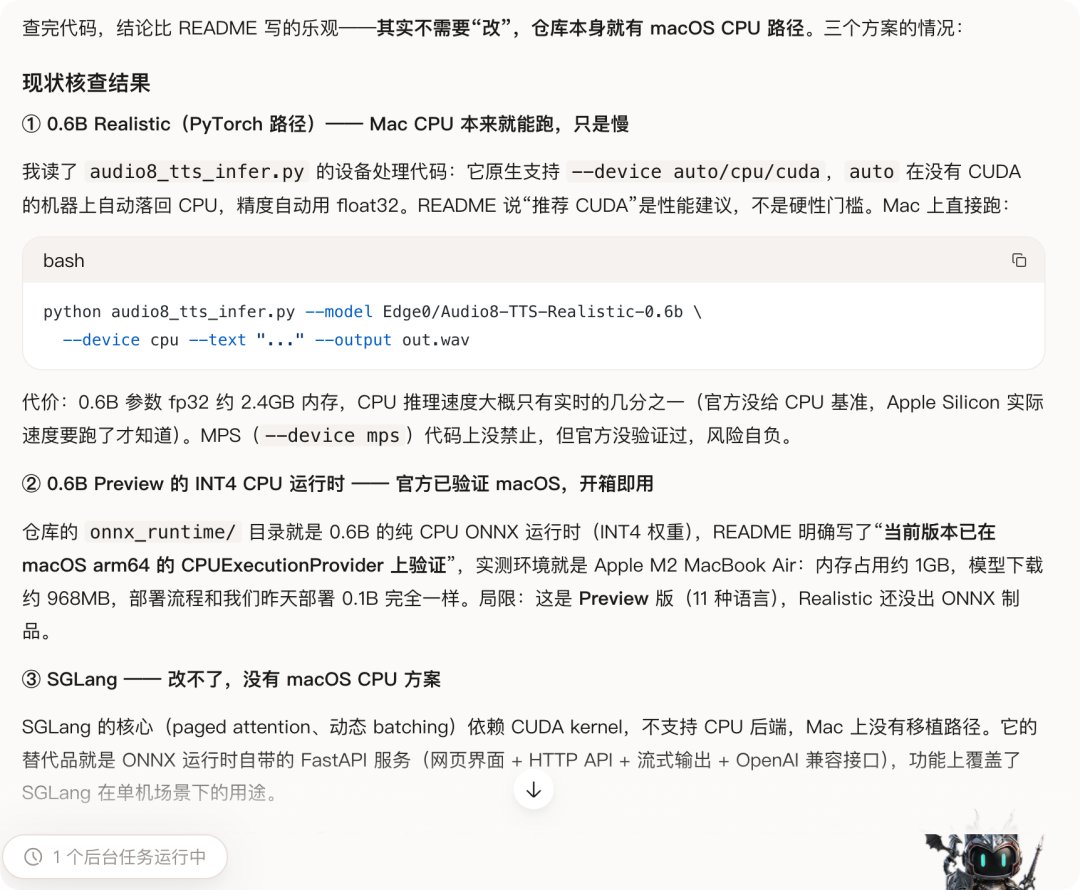 查完代码，结论比 README 写的乐观——其实不需要“改”，仓库本身就有 macOS CPU 路径。三个方案的情况：
现状核查结果
① 0.6B Realistic（PyTorch 路径）—— Mac CPU 本来就能跑，只是慢
我读了 audio8_tts_infer.py 的设备处理代码：它原生支持 --device auto/cpu/cuda，auto 在没有 CUDA
的机器上自动落回 CPU，精度自动用 float32。README 说“推荐 CUDA”是性能建议，不是硬性门槛。Mac 上直接跑：
bash
python audio8_tts_infer.py --model Edge0/Audio8-TTS-Realistic-0.6b \
--device cpu --text "..." --output out.wav
代价：0.6B 参数 fp32 约 2.4GB 内存，CPU 推理速度大概只有实时的几分之一（官方没给 CPU 基准，Apple Silicon 实际
速度要跑了才知道）。MPS（--device mps）代码上没禁止，但官方没验证过，风险自负。
② 0.6B Preview 的 INT4 CPU 运行时 —— 官方已验证 macOS，开箱即用
仓库的 onnx_runtime/ 目录就是 0.6B 的纯 CPU ONNX 运行时（INT4 权重），README 明确写了“当前版本已在
macOS arm64 的 CPUExecutionProvider 上验证”，实测环境就是 Apple M2 MacBook Air：内存占用约 1GB，模型下载
约 968MB，部署流程和我们昨天部署 0.1B 完全一样。局限：这是 Preview 版（11 种语言），Realistic 还没出 ONNX 制
品。
③ SGLang —— 改不了，没有 macOS CPU 方案
SGLang 的核心（paged attention、动态 batching）依赖 CUDA kernel，不支持 CPU 后端，Mac 上没有移植路径。它的
替代品就是 ONNX 运行时自带的 FastAPI 服务（网页界面 + HTTP API + 流式输出 + OpenAI 兼容接口），功能上覆盖了
SGLang 在单机场景下的用途。
1 个后台任务运行中